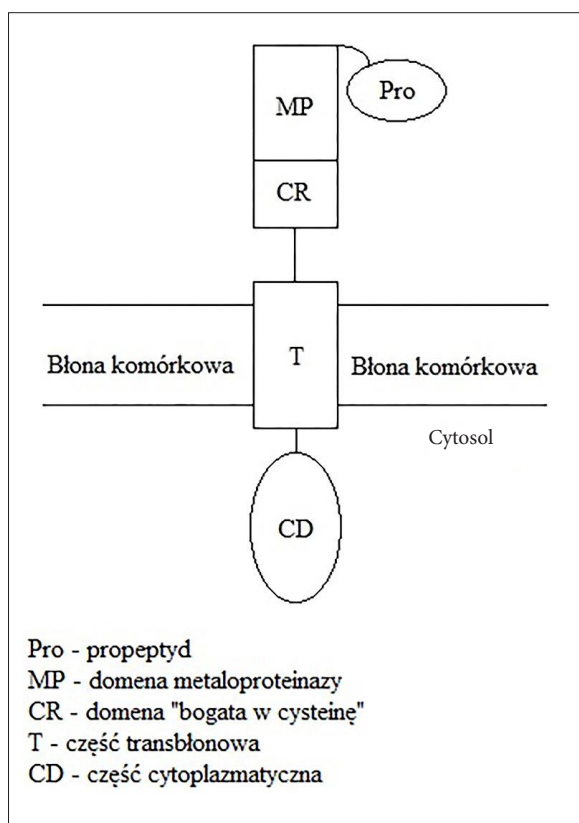 MP
Pro
CR
Błona komórkowa
T
Błona komórkowa
Cytosol
CD
Pro - propeptyd
MP - domena metaloproteinazy
CR - domena "bogata w cysteinę"
T - część transbłonowa
CD - część cytoplazmatyczna